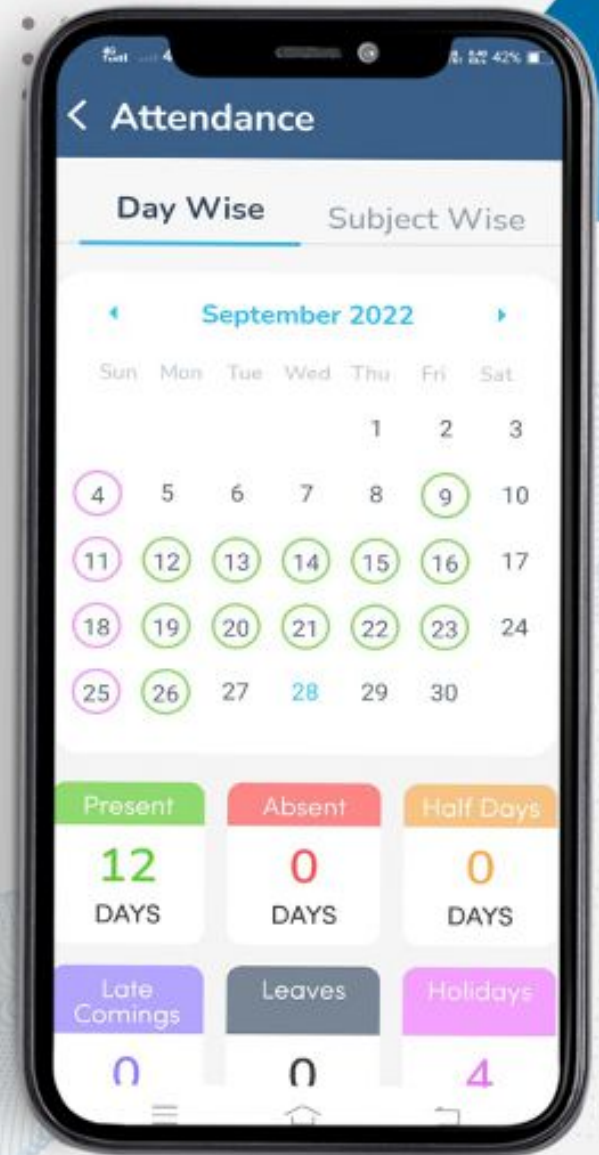 42%
Attendance
Day Wise Subject Wise
September 2022
Sun Mon Tue Wed Thu Fri Sat
1 2 3
4 5 6 7 8 9 10
11 12 13 14 15 16 17
18 19 20 21 22 23 24
25 26 27 28 29 30
Present Absent Half Days
12 0 0
DAYS DAYS DAYS
Late Comings Leaves Holidays
0 0 4